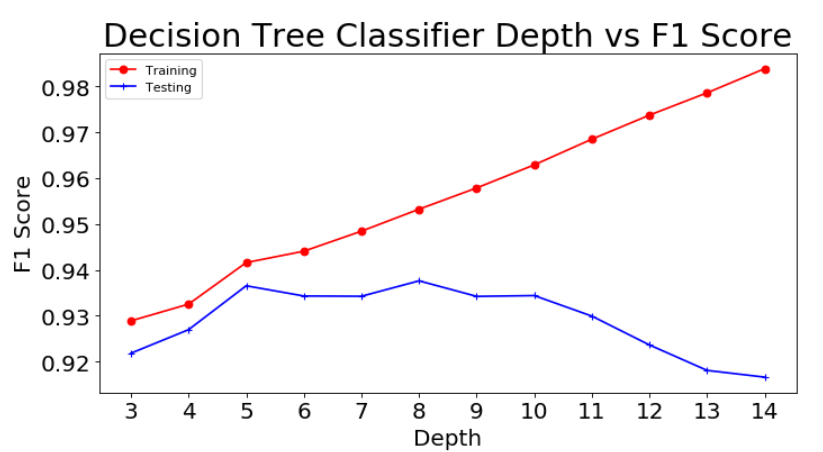 Decision Tree Classifier Depth vs F1 Score
Training
Testing
0.98
0.97
0.96
0.95
0.94
0.93
0.92
F1 Score
3 4 5 6 7 8 9 10 11 12 13 14
Depth